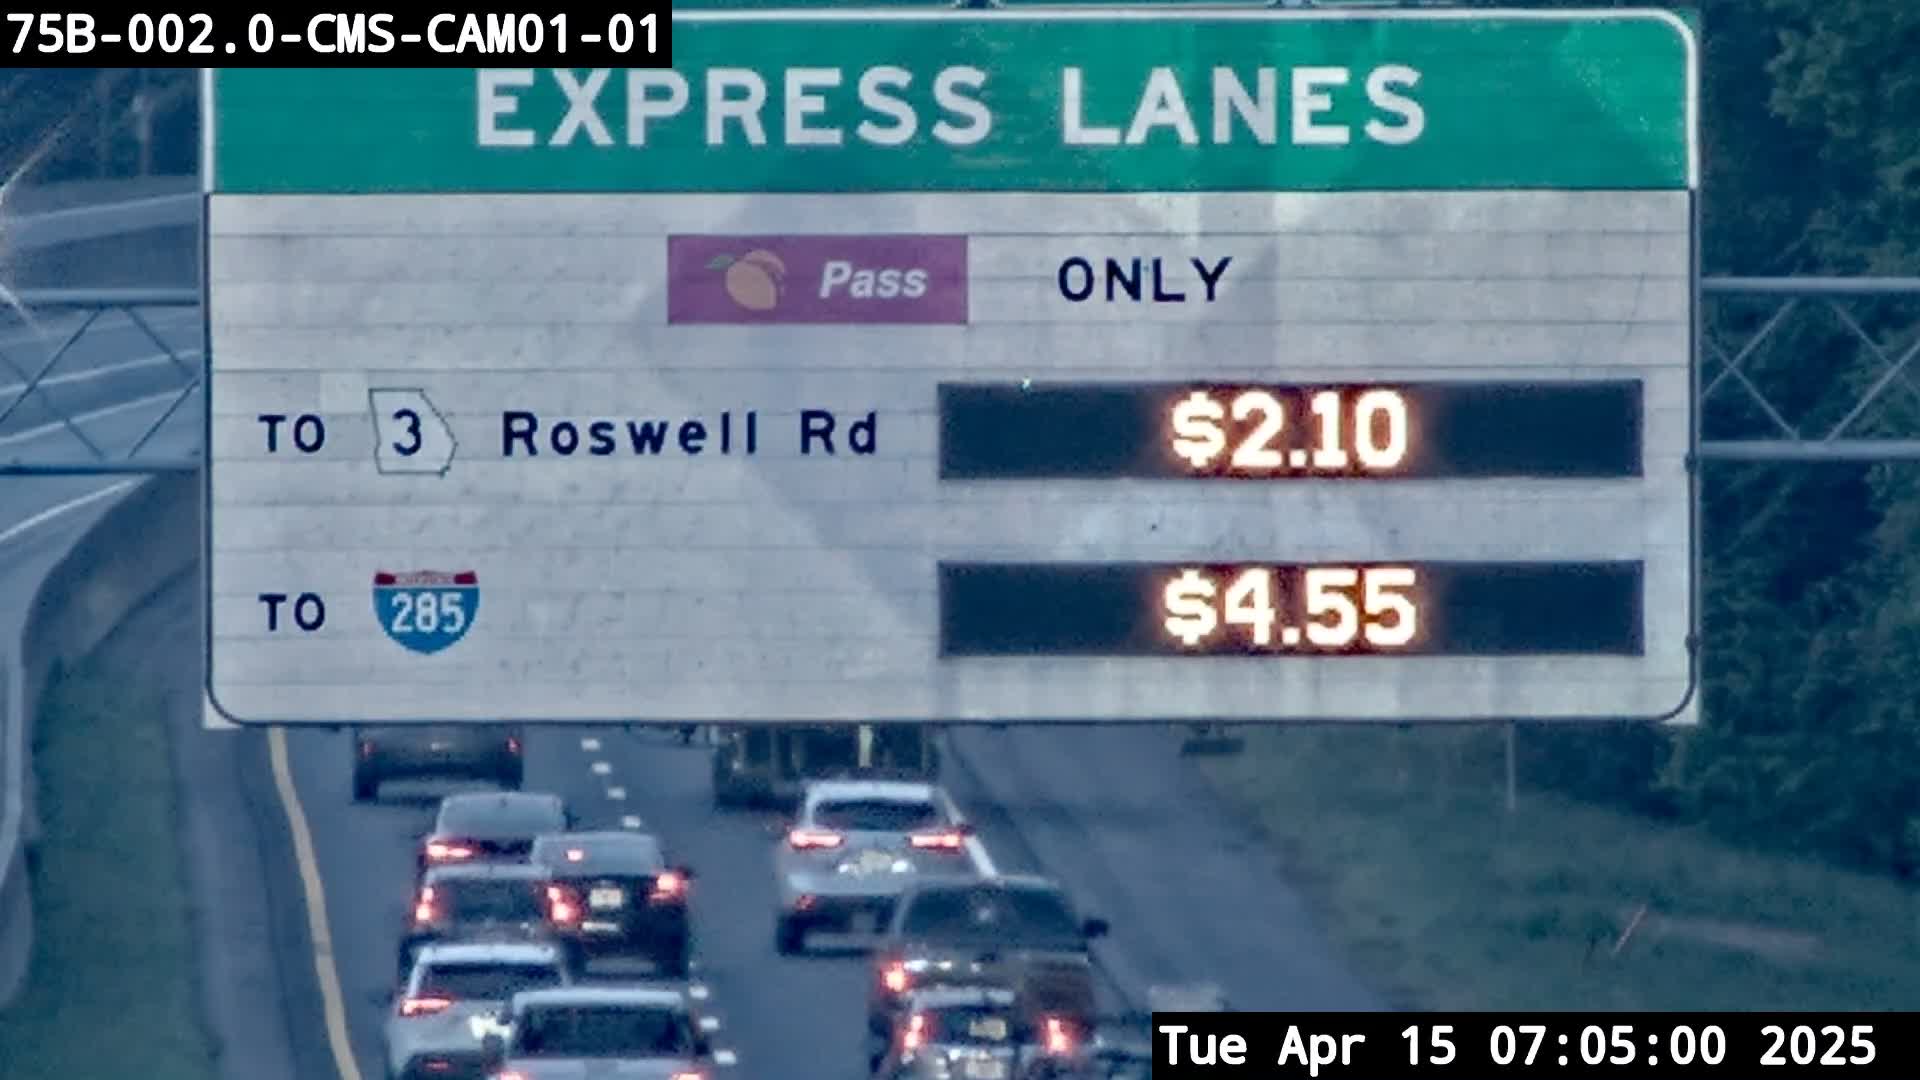 75B-002.0-CMS-CAM01-01
EXPRESS LANES
Pass ONLY
TO 3 Roswell Rd $2.10
TO 285 $4.55
Tue Apr 15 07:05:00 2025